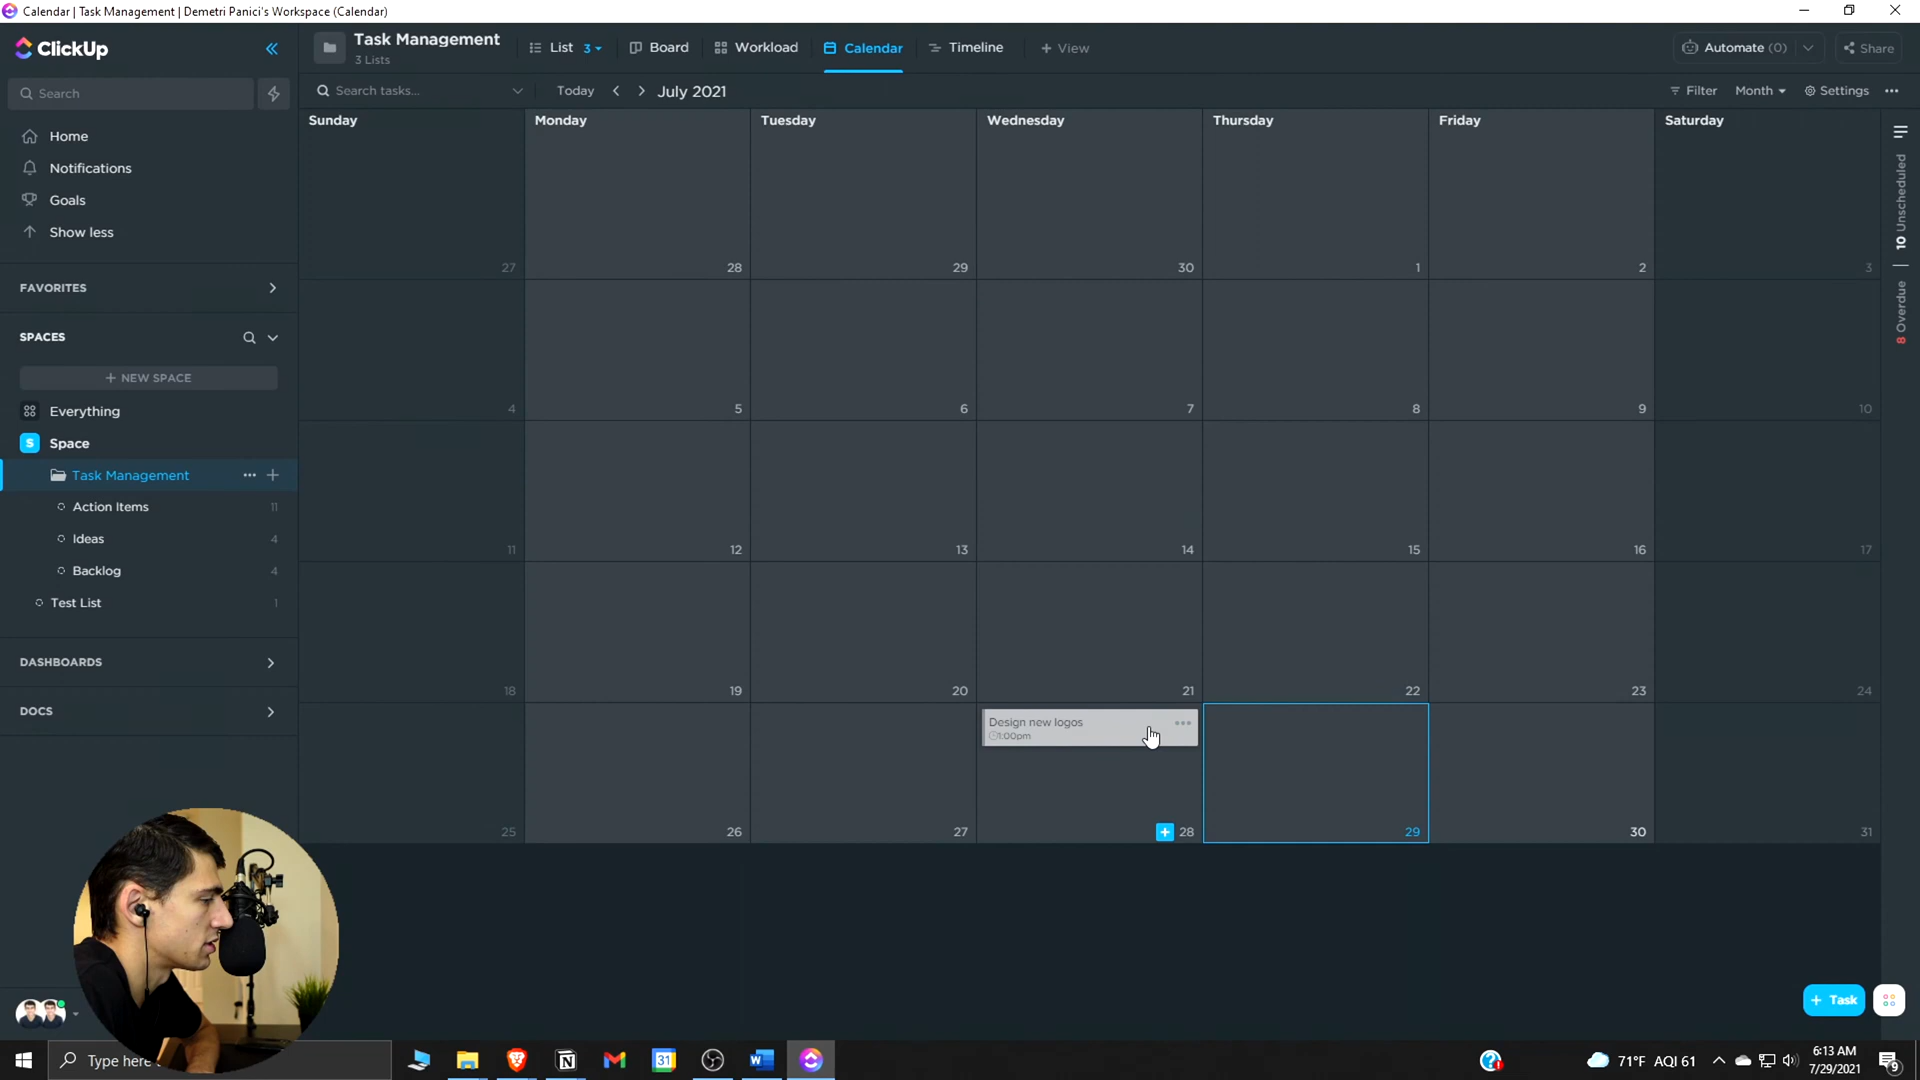 Calendar | Task Management | Demetri Panici's Workspace (Calendar)
ClickUp
Search
Home
Notifications
Goals
Show less
FAVORITES
SPACES
+ NEW SPACE
Everything
S Space
Task Management
Action Items 11
Ideas 4
Backlog 4
Test List 1
DASHBOARDS
DOCS
Task Management
3 Lists
List 3
Board
Workload
Calendar
Timeline
+ View
Automate (0)
Share
Search tasks...
Today
July 2021
Filter
Month
Settings
Sunday Monday Tuesday Wednesday Thursday Friday Saturday
27 28 29 30 1 2 3
4 5 6 7 8 9 10
11 12 13 14 15 16 17
18 19 20 21 22 23 24
Design new logos
1:00pm
25 26 27 + 28 29 30 31
10 Unscheduled
8 Overdue
+ Task
Type here
31
71°F AQI 61
6:13 AM
7/29/2021
9